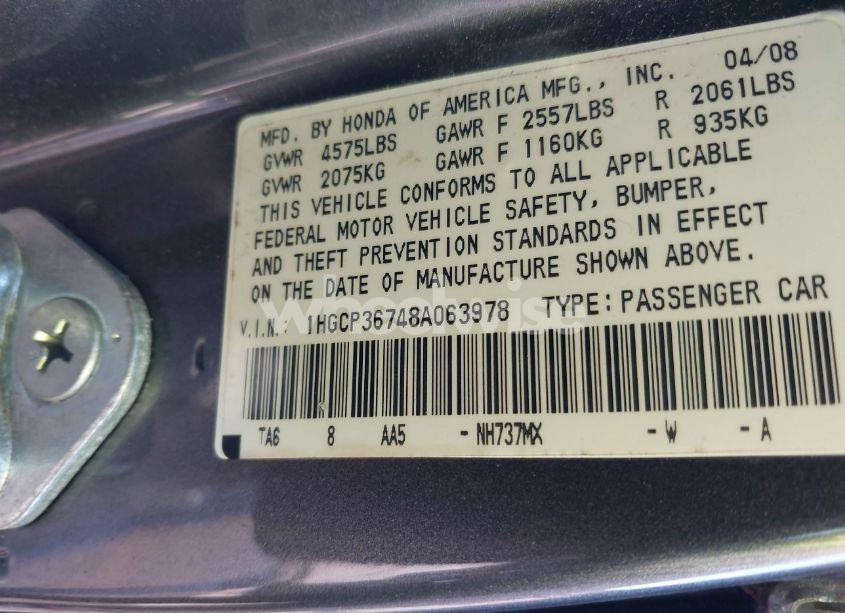 04/08
MFD. BY HONDA OF AMERICA MFG., INC.
GVWR 4575LBS GAWR F 2557LBS R 2061LBS
GVWR 2075KG GAWR F 1160KG R 935KG
THIS VEHICLE CONFORMS TO ALL APPLICABLE
FEDERAL MOTOR VEHICLE SAFETY, BUMPER,
AND THEFT PREVENTION STANDARDS IN EFFECT
ON THE DATE OF MANUFACTURE SHOWN ABOVE.
V.I.N.: 1HGCP36748A063978 TYPE: PASSENGER CAR
wheelwise
TA6 8 AA5 - NH737MX - W - A